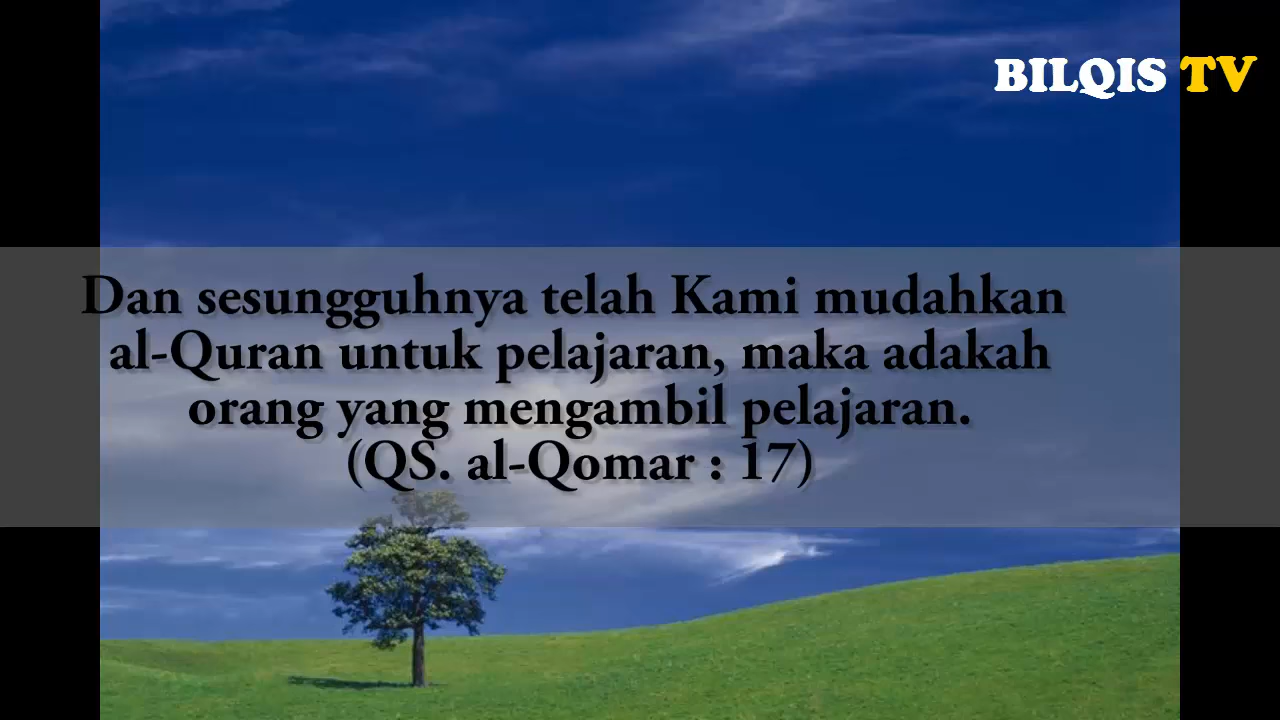 BILQIS TV
Dan sesungguhnya telah Kami mudahkan
al-Quran untuk pelajaran, maka adakah
orang yang mengambil pelajaran.
(QS. al-Qomar : 17)